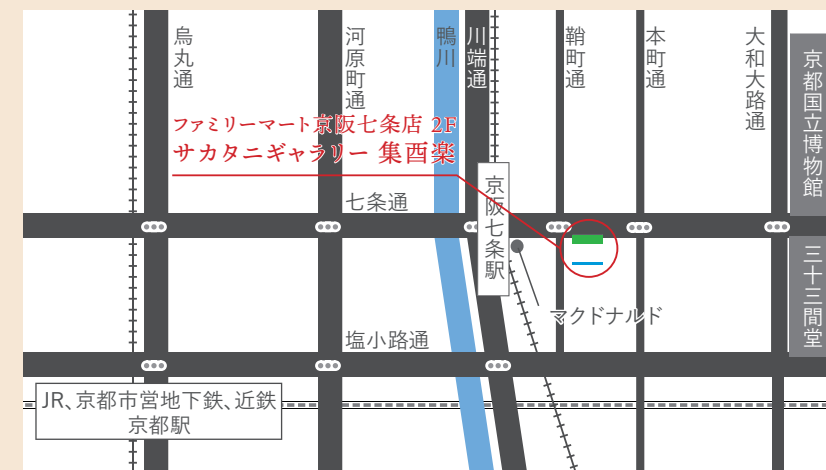 烏丸通
河原町通
鴨川
川端通
鞘町通
本町通
大和大路通
京都国立博物館
ファミリーマート京阪七条店 2F
サカタニギャラリー 集酉楽
七条通
京阪七条駅
三十三間堂
マクドナルド
塩小路通
JR、京都市営地下鉄、近鉄
京都駅